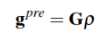 g^{pre} = Gρ